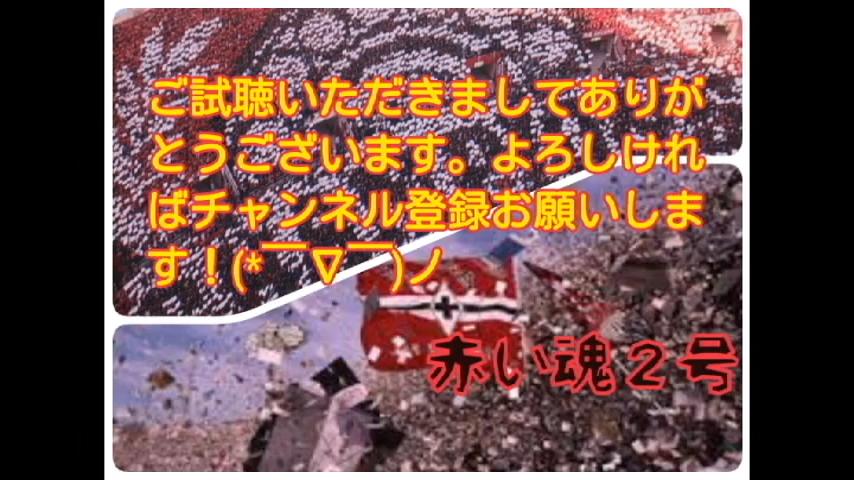 ご試聴いただきましてありが
とうございます。よろしけれ
ばチャンネル登録お願いしま
す！(*￣∇￣)ノ
赤い魂２号